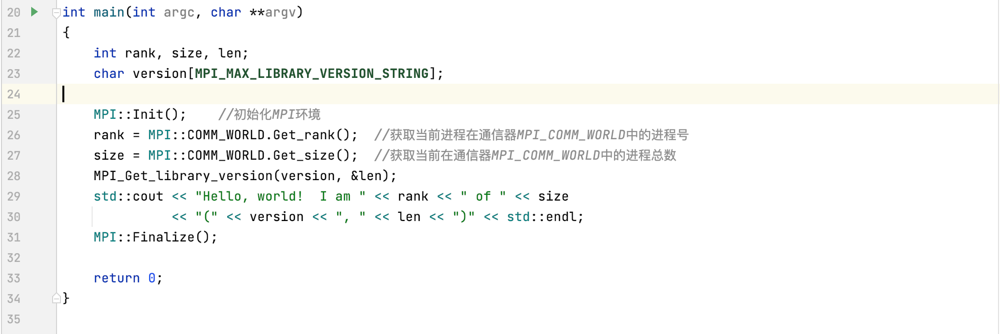 20 int main(int argc, char **argv)
21 {
22     int rank, size, len;
23     char version[MPI_MAX_LIBRARY_VERSION_STRING];
24
25     MPI::Init();    //初始化MPI环境
26     rank = MPI::COMM_WORLD.Get_rank();  //获取当前进程在通信器MPI_COMM_WORLD中的进程号
27     size = MPI::COMM_WORLD.Get_size();  //获取当前在通信器MPI_COMM_WORLD中的进程总数
28     MPI_Get_library_version(version, &len);
29     std::cout << "Hello, world!  I am " << rank << " of " << size
30               << "(" << version << ", " << len << ")" << std::endl;
31     MPI::Finalize();
32
33     return 0;
34 }
35